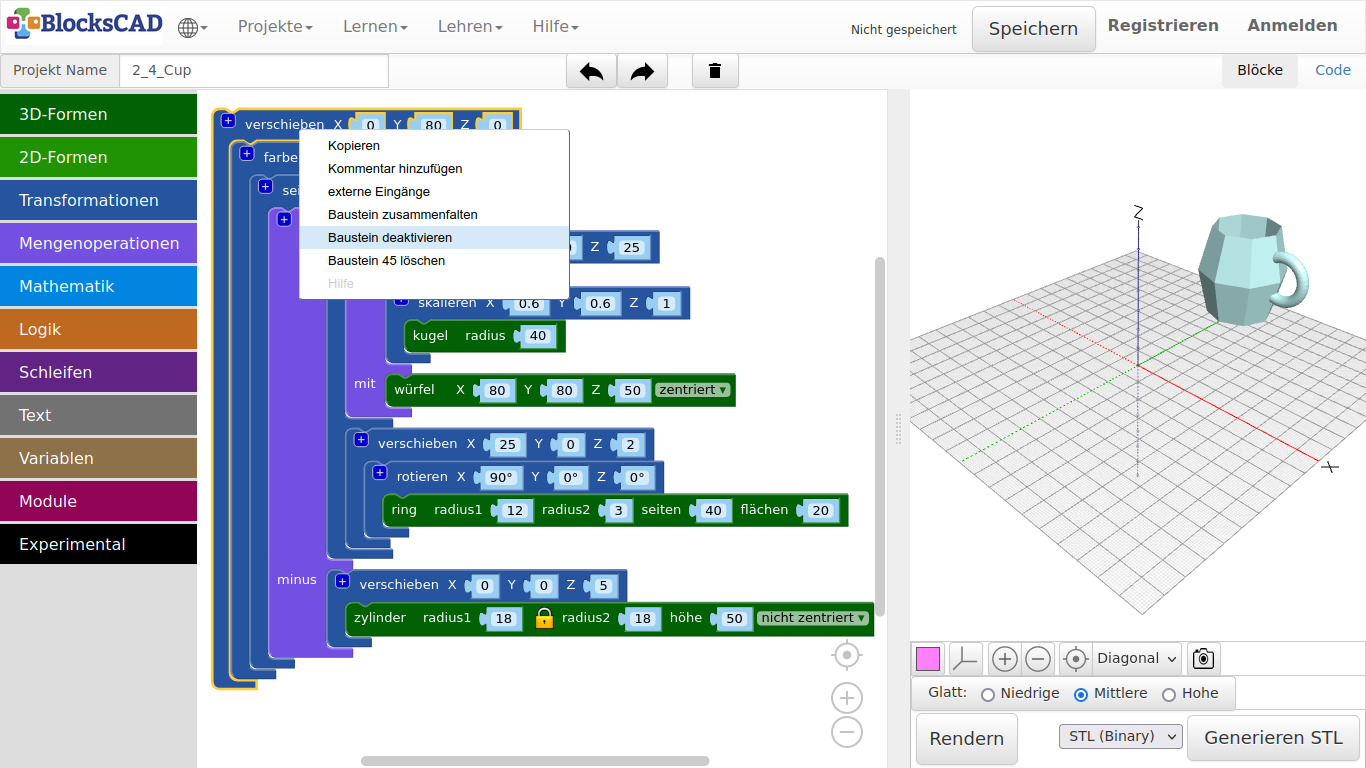 BlocksCAD
Projekte Lernen Lehren Hilfe
Nicht gespeichert
Speichern
Registrieren
Anmelden
Projekt Name 2_4_Cup
Blöcke
Code
3D-Formen
2D-Formen
Transformationen
Mengenoperationen
Mathematik
Logik
Schleifen
Text
Variablen
Module
Experimental
+ verschieben X 0 Y 80 Z 0
+ farbe
+
+
Kopieren
Kommentar hinzufügen
externe Eingänge
Baustein zusammenfalten
Baustein deaktivieren
Baustein 45 löschen
Hilfe
Z 25
skalieren X 0.6 Y 0.6 Z 1
kugel radius 40
mit würfel X 80 Y 80 Z 50 zentriert ▾
+ verschieben X 25 Y 0 Z 2
+ rotieren X 90° Y 0° Z 0°
ring radius1 12 radius2 3 seiten 40 flächen 20
minus + verschieben X 0 Y 0 Z 5
zylinder radius1 18 radius2 18 höhe 50 nicht zentriert ▾
Z
X
Diagonal
Glatt: Niedrige Mittlere Hohe
Rendern
STL (Binary)
Generieren STL